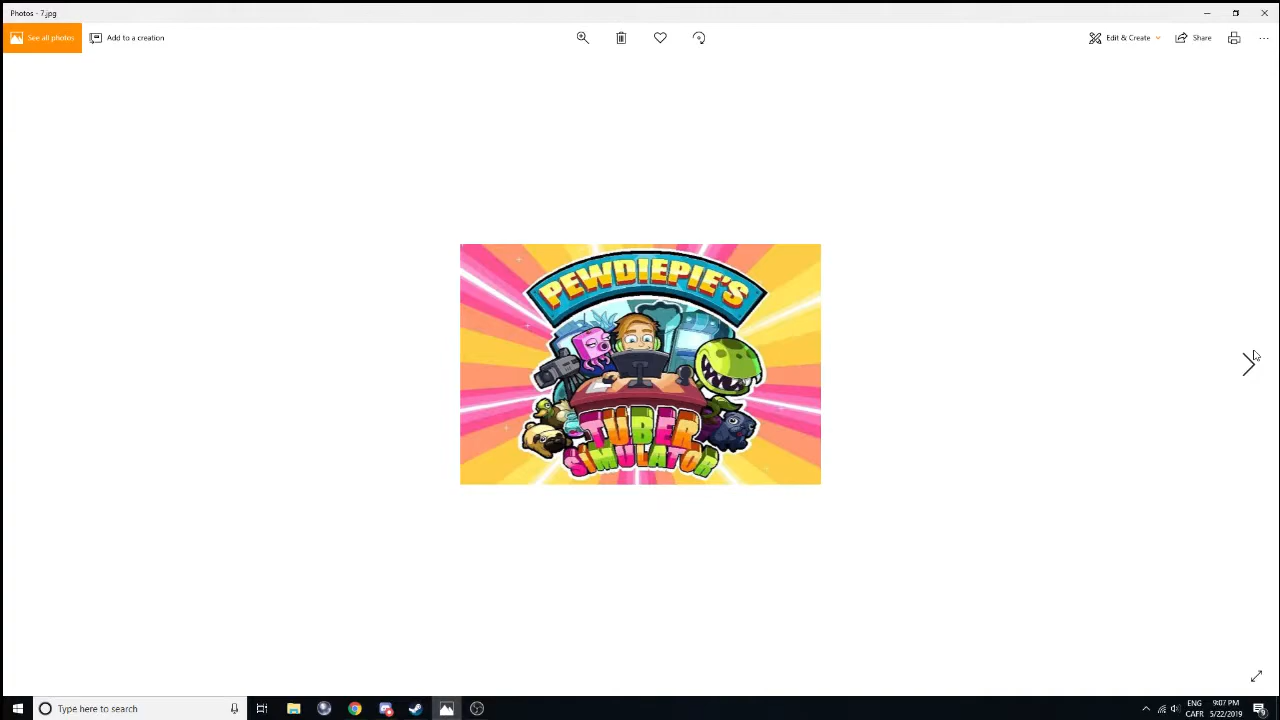 Photos - 7.jpg
See all photos
Add to a creation
Edit & Create
Share
PEWDIEPIE'S
TUBER
SIMULATOR
Type here to search
ENG
CAFR
9:07 PM
5/22/2019